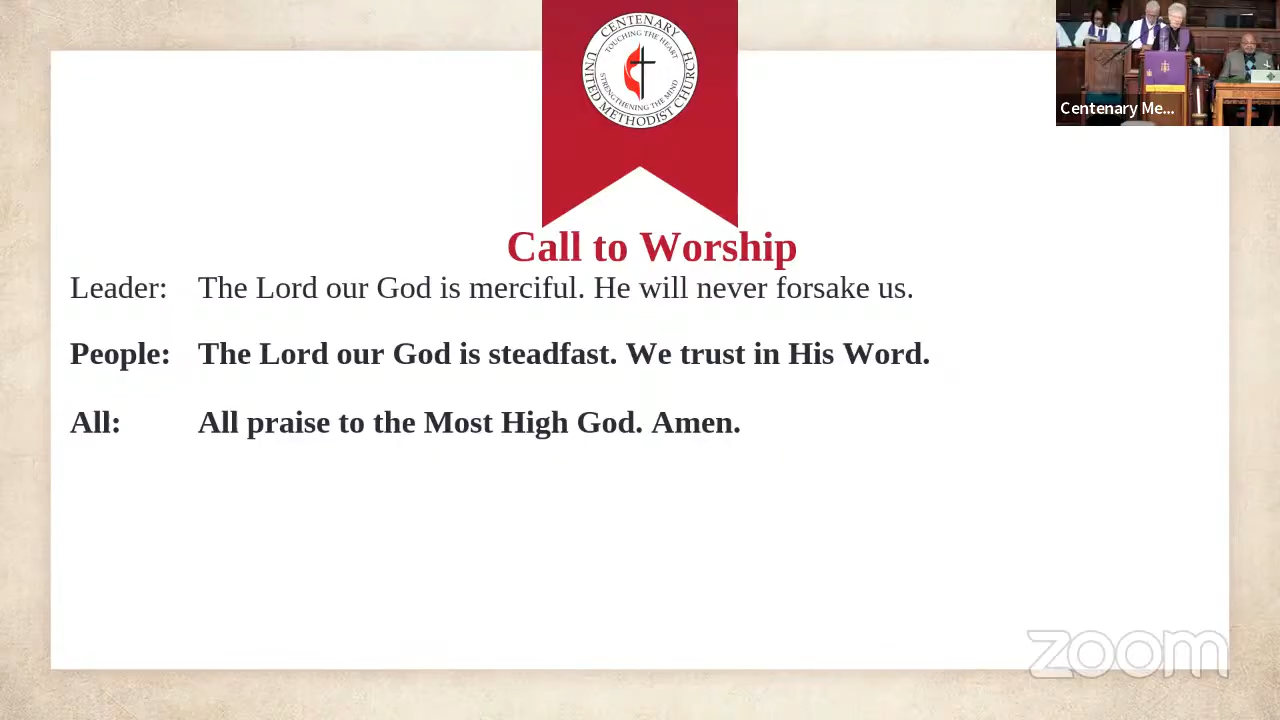 CENTENARY
TOUCHING THE HEART
STRENGTHENING THE MIND
UNITED METHODIST CHURCH
Centenary Me...
Call to Worship
Leader: The Lord our God is merciful. He will never forsake us.
People: The Lord our God is steadfast. We trust in His Word.
All: All praise to the Most High God. Amen.
zoom